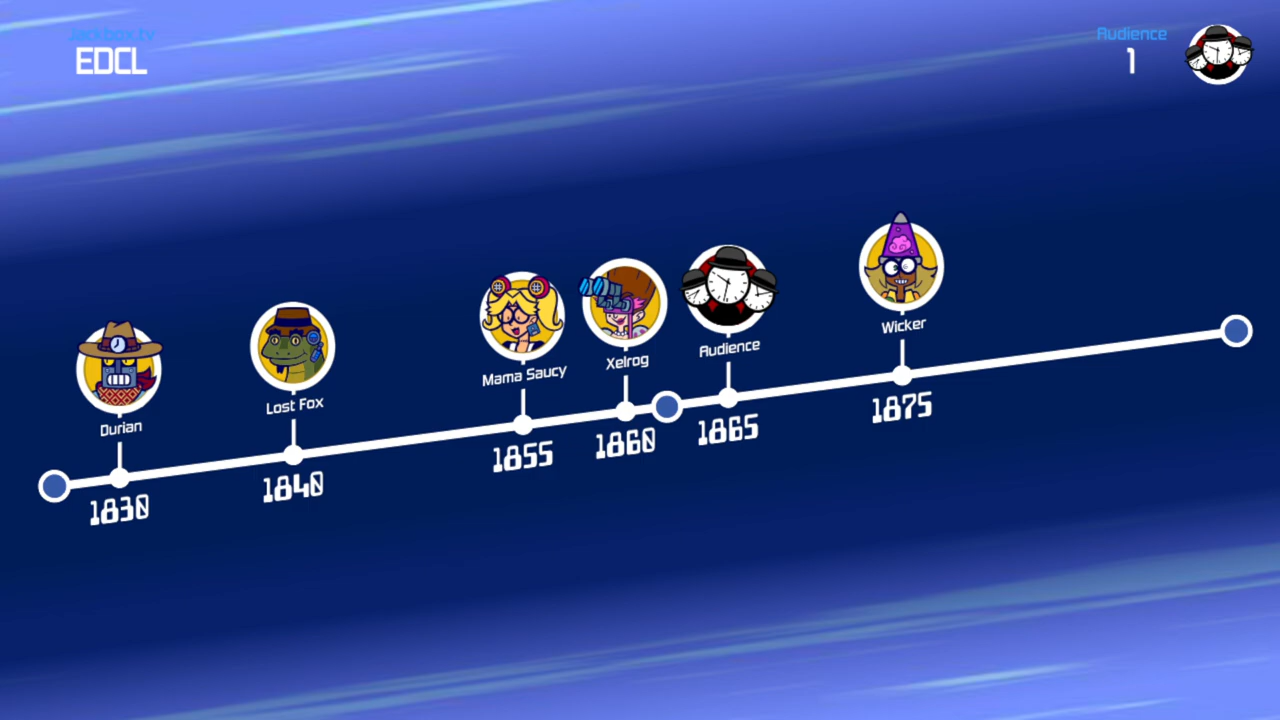 Jackbox.tv
EDCL
Audience
1
Durian
Lost Fox
Mama Saucy
Xelrog
Audience
Wicker
1830
1840
1855
1860
1865
1875